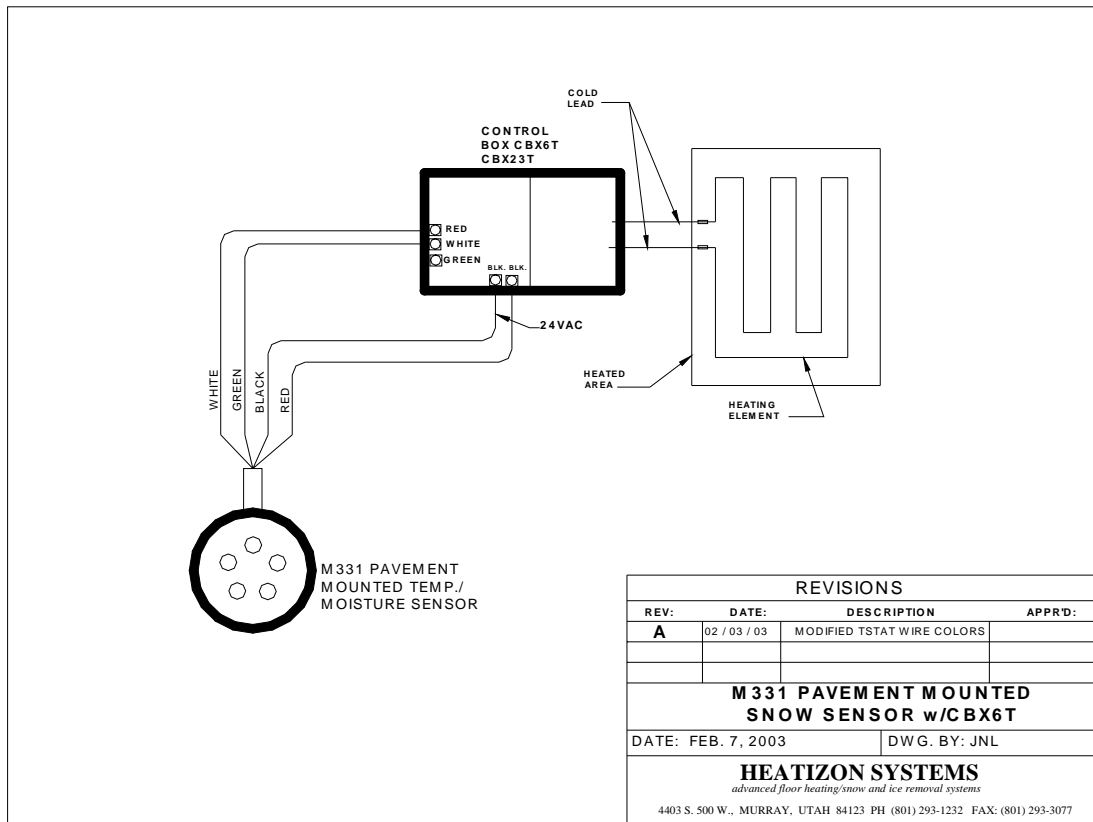 COLD
LEAD
CONTROL
BOX CBX6T
CBX23T
RED
WHITE
GREEN
BLK. BLK.
24VAC
HEATED
AREA
HEATING
ELEMENT
WHITE
GREEN
BLACK
RED
M331 PAVEMENT
MOUNTED TEMP./
MOISTURE SENSOR
REVISIONS
REV: DATE: DESCRIPTION APPR'D:
A 02 / 03 / 03 MODIFIED TSTAT WIRE COLORS
M331 PAVEMENT MOUNTED
SNOW SENSOR w/CBX6T
DATE: FEB. 7, 2003 DWG. BY: JNL
HEATIZON SYSTEMS
advanced floor heating/snow and ice removal systems
4403 S. 500 W., MURRAY, UTAH 84123 PH (801) 293-1232 FAX: (801) 293-3077